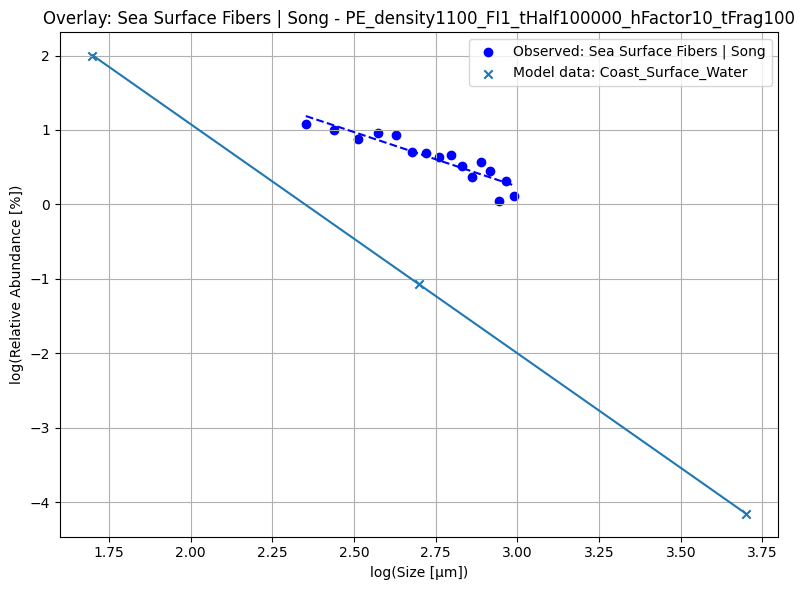 Overlay: Sea Surface Fibers | Song - PE_density1100_FI1_tHalf100000_hFactor10_tFrag100
Observed: Sea Surface Fibers | Song
Model data: Coast_Surface_Water
log(Relative Abundance [%])
2
1
0
−1
−2
−3
−4
1.75 2.00 2.25 2.50 2.75 3.00 3.25 3.50 3.75
log(Size [μm])